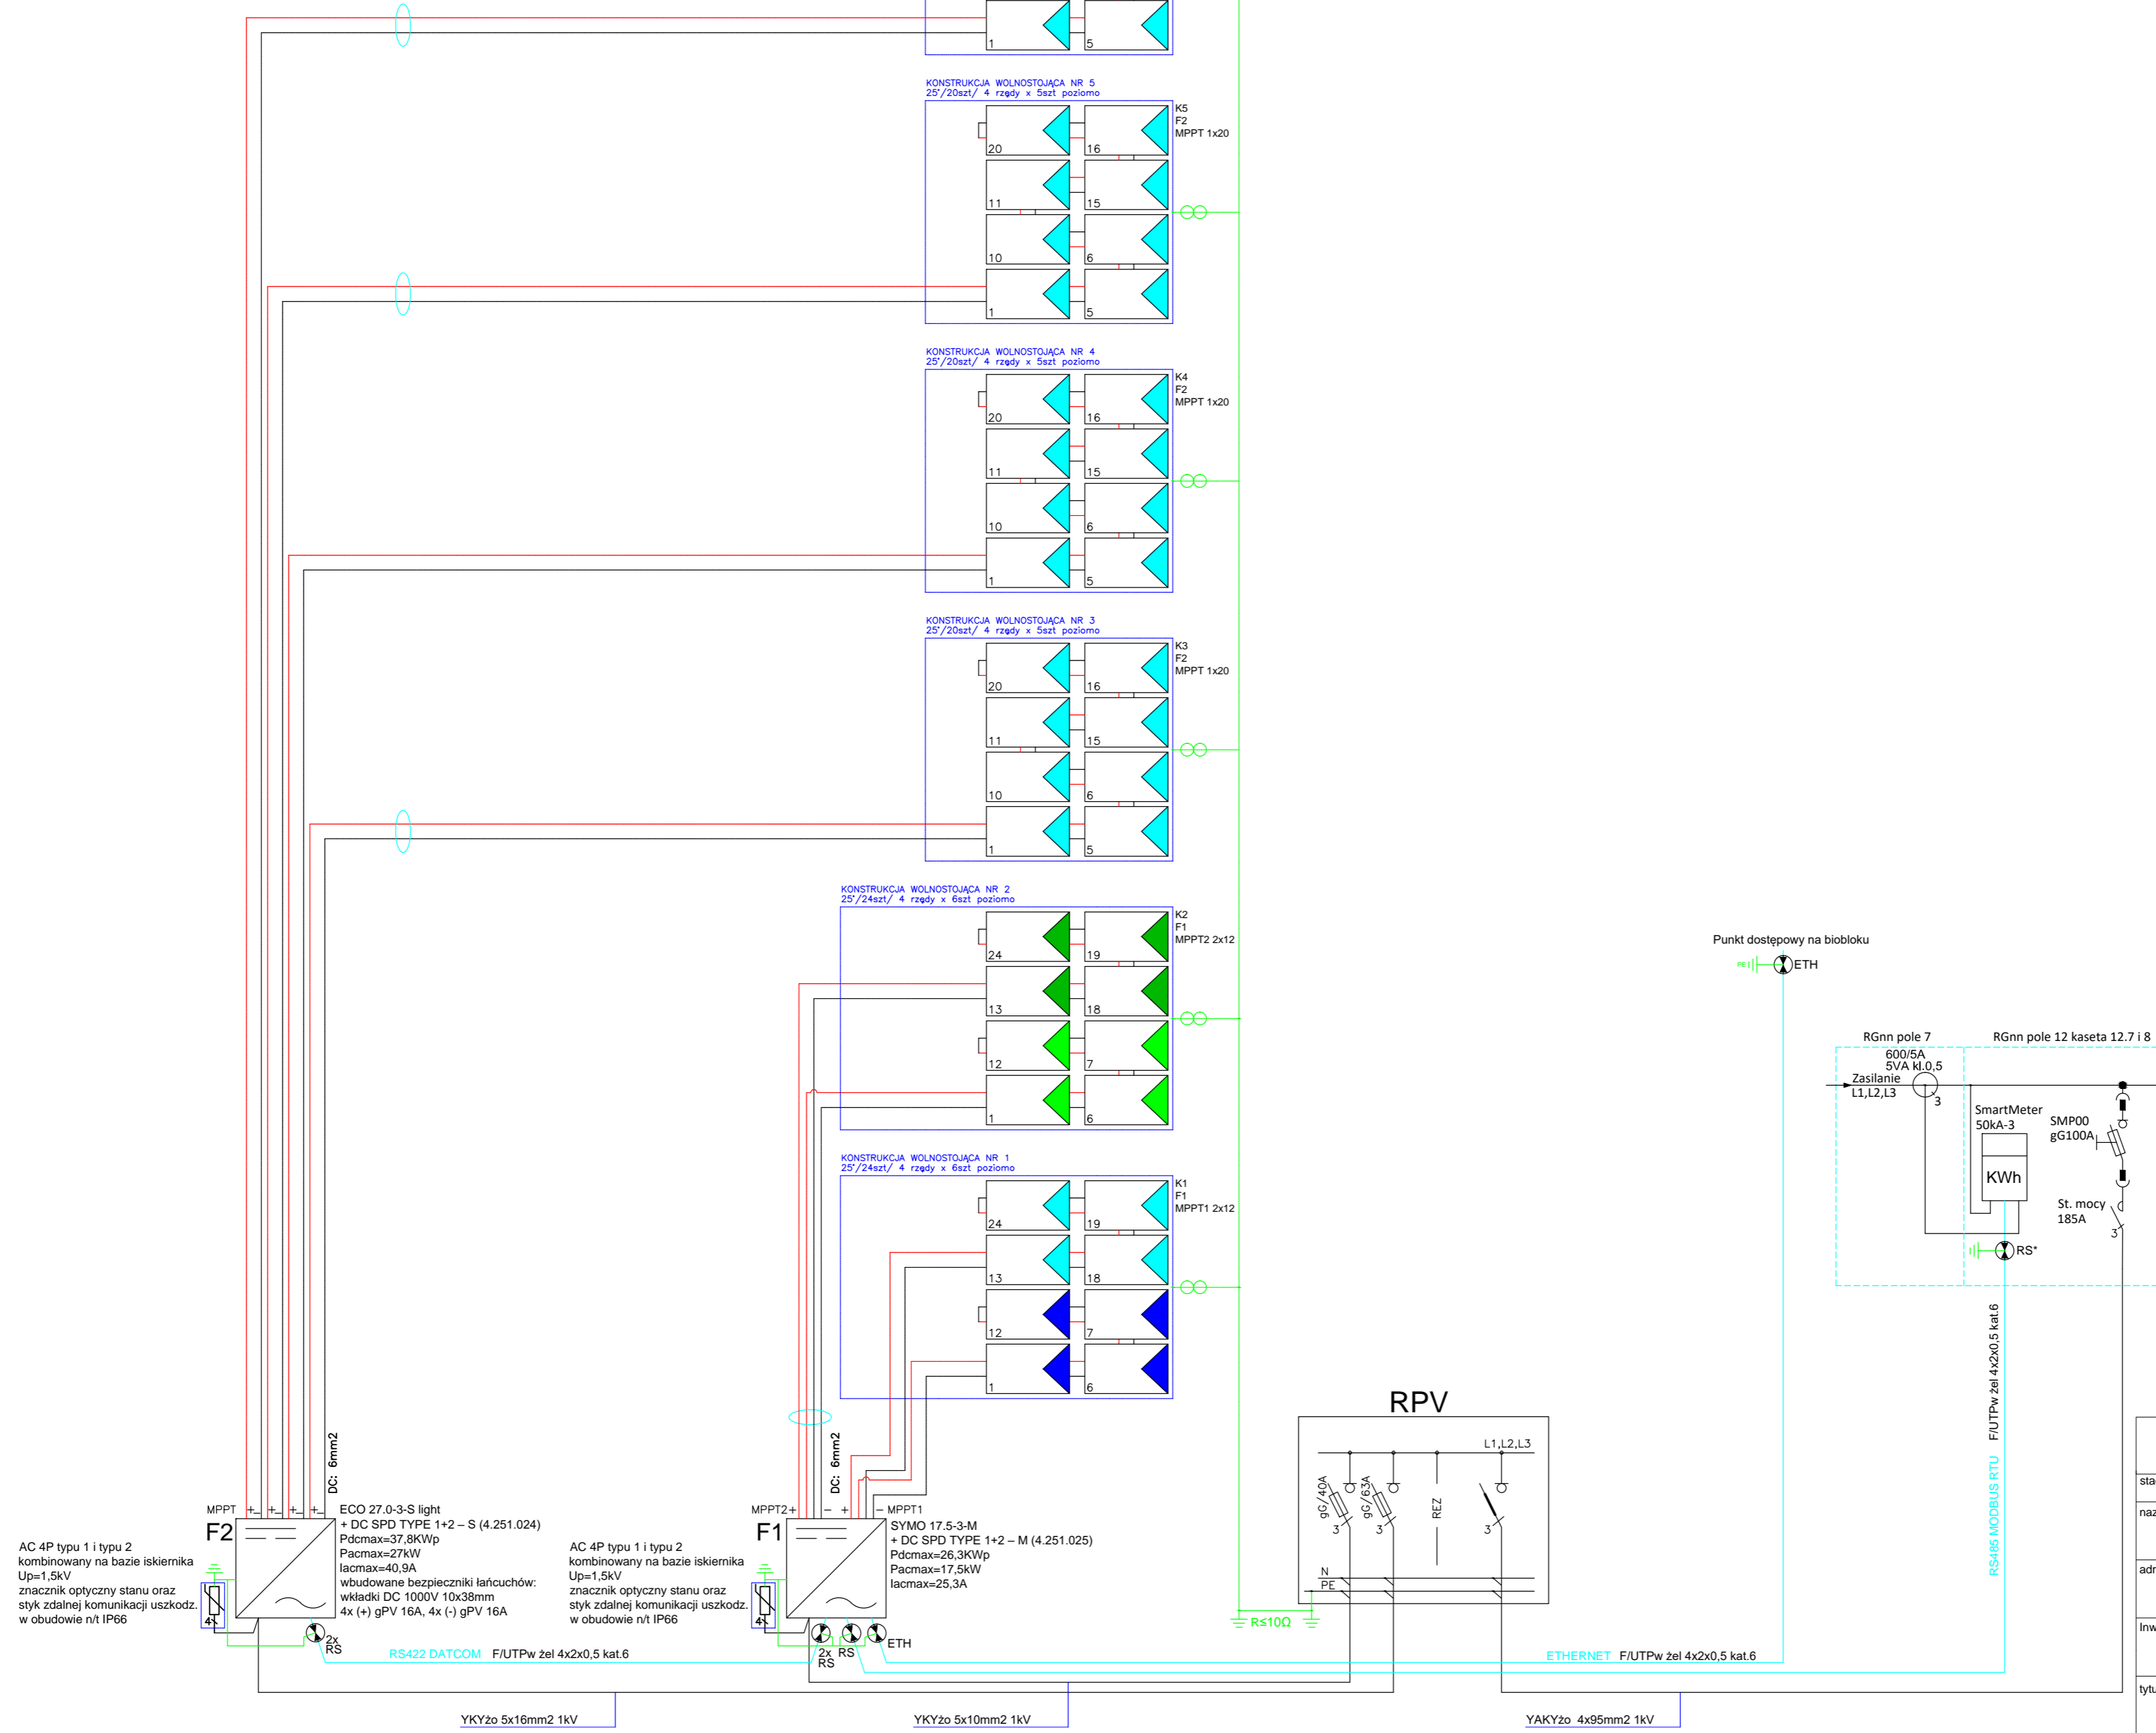 1
5
KONSTRUKCJA WOLNOSTOJĄCA NR 5
25°/20szt/ 4 rzędy x 5szt poziomo
K5
F2
MPPT 1x20
20
16
11
15
10
6
1
5
KONSTRUKCJA WOLNOSTOJĄCA NR 4
25°/20szt/ 4 rzędy x 5szt poziomo
K4
F2
MPPT 1x20
20
16
11
15
10
6
1
5
KONSTRUKCJA WOLNOSTOJĄCA NR 3
25°/20szt/ 4 rzędy x 5szt poziomo
K3
F2
MPPT 1x20
20
16
11
15
10
6
1
5
KONSTRUKCJA WOLNOSTOJĄCA NR 2
25°/24szt/ 4 rzędy x 6szt poziomo
K2
F1
MPPT2 2x12
24
19
13
18
12
7
1
6
KONSTRUKCJA WOLNOSTOJĄCA NR 1
25°/24szt/ 4 rzędy x 6szt poziomo
K1
F1
MPPT1 2x12
24
19
13
18
12
7
1
6
Punkt dostępowy na biobloku
PE
ETH
RGnn pole 7
RGnn pole 12 kaseta 12.7 i 8
600/5A
5VA kl.0,5
Zasilanie
L1,L2,L3
3
SmartMeter
50kA-3
KWh
SMP00
gG100A
St. mocy
185A
3
RS*
RS485 MODBUS RTU F/UTPw żel 4x2x0,5 kat.6
RPV
L1,L2,L3
gG/40A
3
gG/63A
3
REZ
3
N
PE
R≤10Ω
DC: 6mm2
MPPT + - + - + - + -
F2
ECO 27.0-3-S light
+ DC SPD TYPE 1+2 – S (4.251.024)
Pdcmax=37,8KWp
Pacmax=27kW
Iacmax=40,9A
wbudowane bezpieczniki łańcuchów:
wkładki DC 1000V 10x38mm
4x (+) gPV 16A, 4x (-) gPV 16A
AC 4P typu 1 i typu 2
kombinowany na bazie iskiernika
Up=1,5kV
znacznik optyczny stanu oraz
styk zdalnej komunikacji uszkodz.
w obudowie n/t IP66
4
2x
RS
DC: 6mm2
MPPT2 + - + - MPPT1
F1
SYMO 17.5-3-M
+ DC SPD TYPE 1+2 – M (4.251.025)
Pdcmax=26,3KWp
Pacmax=17,5kW
Iacmax=25,3A
AC 4P typu 1 i typu 2
kombinowany na bazie iskiernika
Up=1,5kV
znacznik optyczny stanu oraz
styk zdalnej komunikacji uszkodz.
w obudowie n/t IP66
4
2x
RS
RS
ETH
RS422 DATCOM F/UTPw żel 4x2x0,5 kat.6
ETHERNET F/UTPw żel 4x2x0,5 kat.6
YKYżo 5x16mm2 1kV
YKYżo 5x10mm2 1kV
YAKYżo 4x95mm2 1kV
sta
naz
adr
Inw
tytu